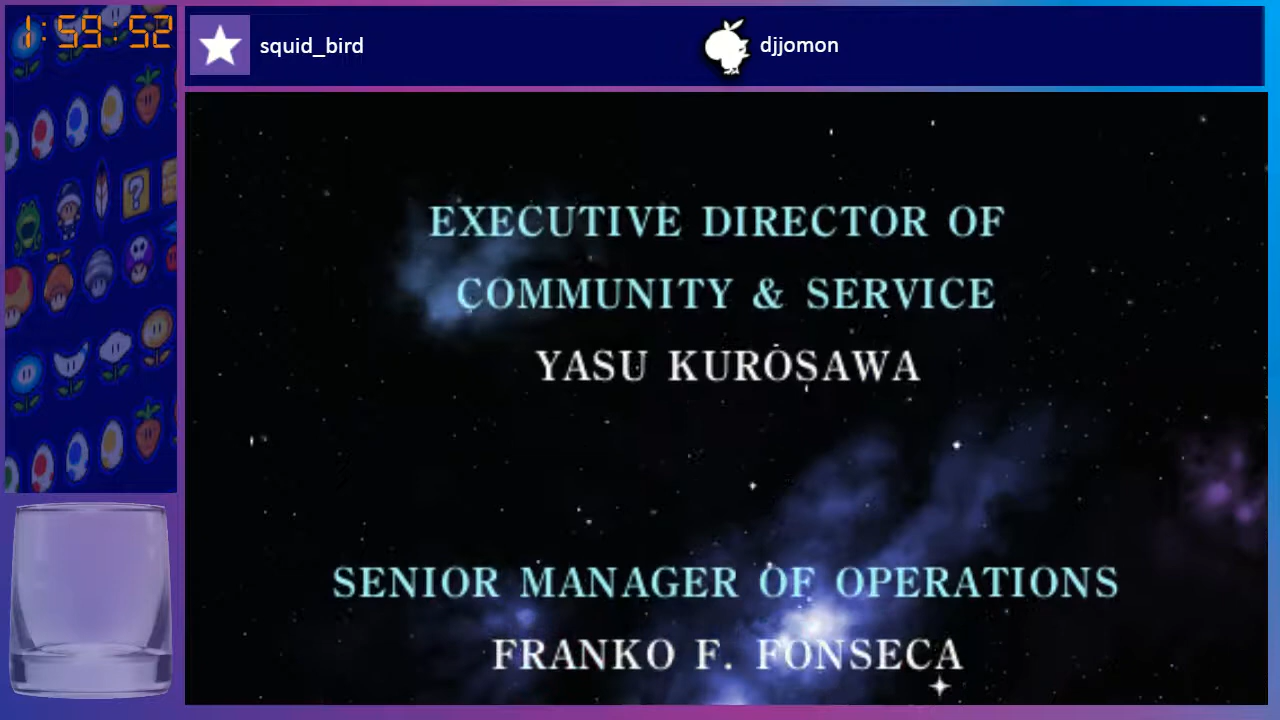 1:59:52
squid_bird
djjomon
EXECUTIVE DIRECTOR OF
COMMUNITY & SERVICE
YASU KUROSAWA
SENIOR MANAGER OF OPERATIONS
FRANKO F. FONSECA
?